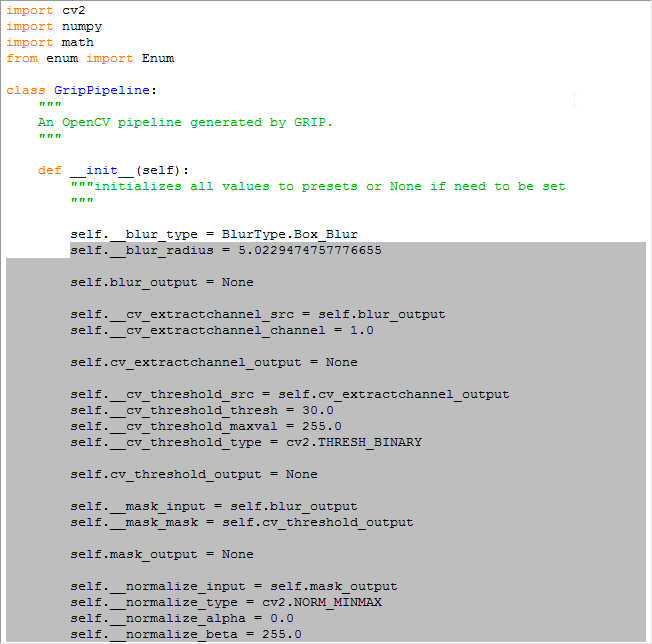 import cv2
import numpy
import math
from enum import Enum
class GripPipeline:
"""
An OpenCV pipeline generated by GRIP.
"""
def __init__(self):
"""initializes all values to presets or None if need to be set
"""
self.__blur_type = BlurType.Box_Blur
self.__blur_radius = 5.0229474757776655
self.blur_output = None
self.__cv_extractchannel_src = self.blur_output
self.__cv_extractchannel_channel = 1.0
self.cv_extractchannel_output = None
self.__cv_threshold_src = self.cv_extractchannel_output
self.__cv_threshold_thresh = 30.0
self.__cv_threshold_maxval = 255.0
self.__cv_threshold_type = cv2.THRESH_BINARY
self.cv_threshold_output = None
self.__mask_input = self.blur_output
self.__mask_mask = self.cv_threshold_output
self.mask_output = None
self.__normalize_input = self.mask_output
self.__normalize_type = cv2.NORM_MINMAX
self.__normalize_alpha = 0.0
self.__normalize_beta = 255.0